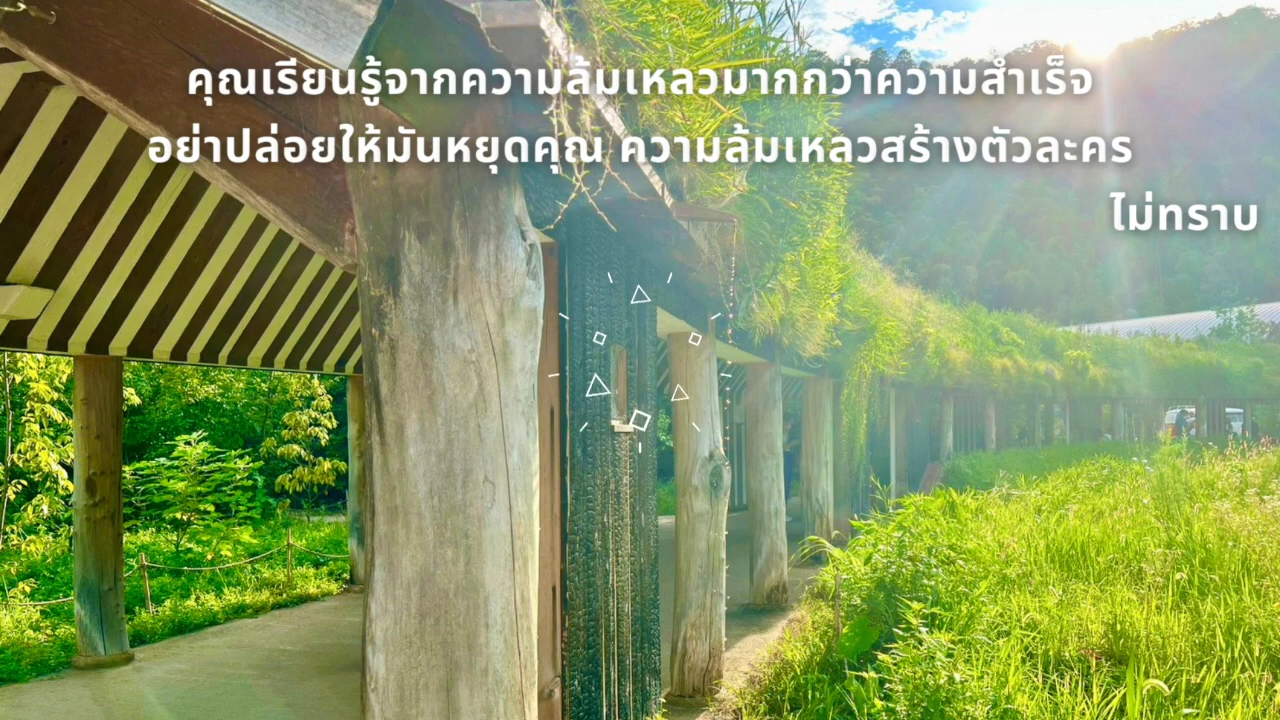 คุณเรียนรู้จากความล้มเหลวมากกว่าความสำเร็จ
อย่าปล่อยให้มันหยุดคุณ ความล้มเหลวสร้างตัวละคร
ไม่ทราบ